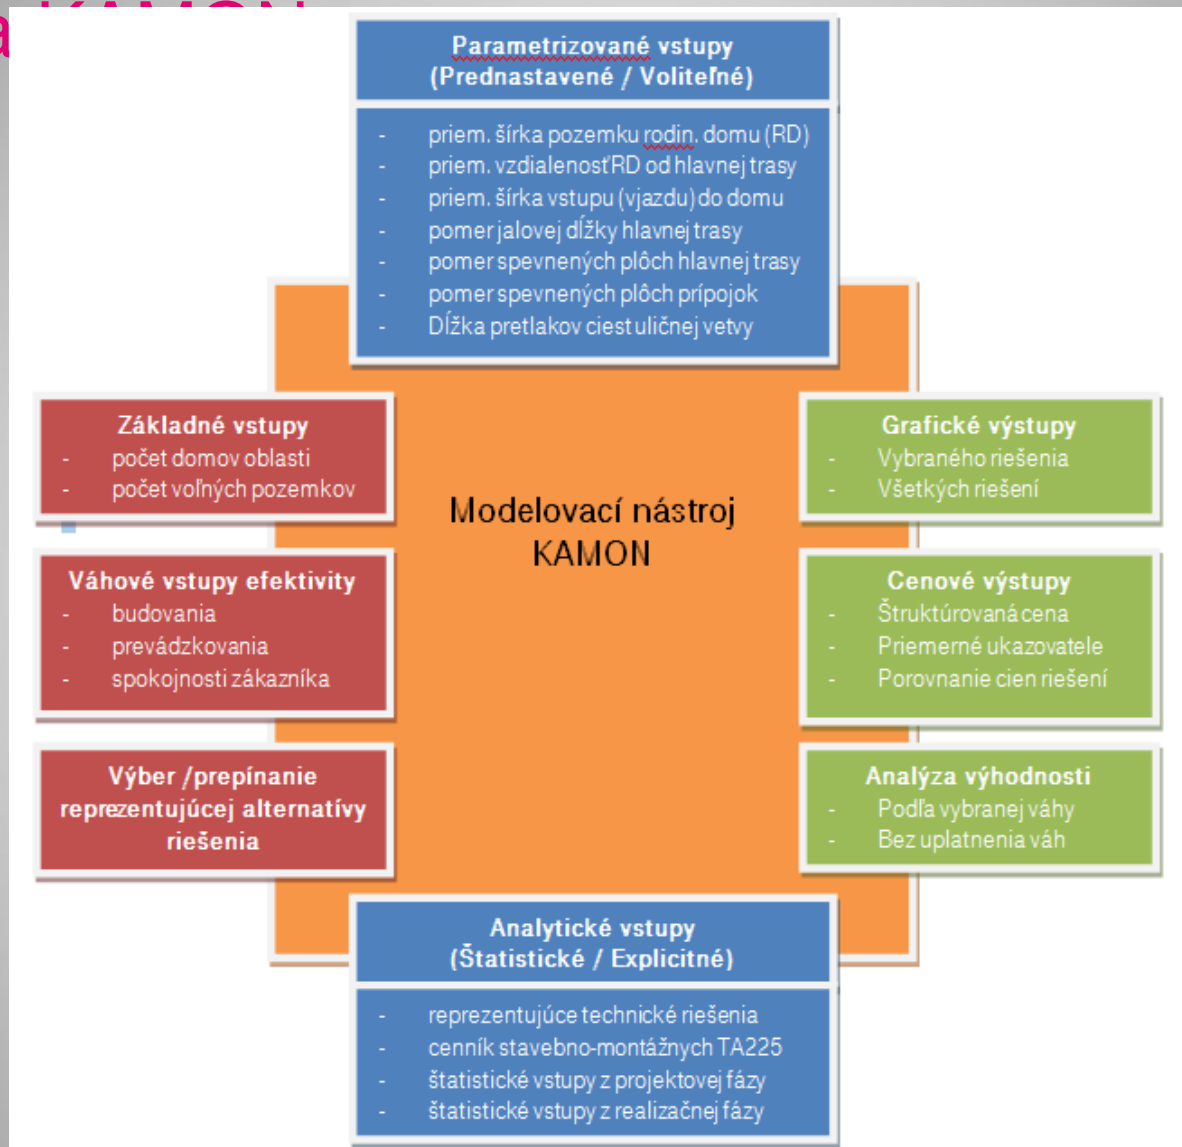 KAMON
Parametrizované vstupy
(Prednastavené / Voliteľné)
- priem. šírka pozemku rodin. domu (RD)
- priem. vzdialenosťRD od hlavnej trasy
- priem. šírka vstupu (vjazdu) do domu
- pomer jalovej dĺžky hlavnej trasy
- pomer spevnených plôch hlavnej trasy
- pomer spevnených plôch prípojok
- Dĺžka pretlakov ciest uličnej vetvy
Základné vstupy
- počet domov oblasti
- počet voľných pozemkov
Váhové vstupy efektivity
- budovania
- prevádzkovania
- spokojnosti zákazníka
Výber /prepínanie
reprezentujúcej alternatívy
riešenia
Modelovací nástroj
KAMON
Grafické výstupy
- Vybraného riešenia
- Všetkých riešení
Cenové výstupy
- Štruktúrovaná cena
- Priemerné ukazovatele
- Porovnanie cien riešení
Analýza výhodnosti
- Podľa vybranej váhy
- Bez uplatnenia váh
Analytické vstupy
(Štatistické / Explicitné)
- reprezentujúce technické riešenia
- cenník stavebno-montážnych TA225
- štatistické vstupy z projektovej fázy
- štatistické vstupy z realizačnej fázy